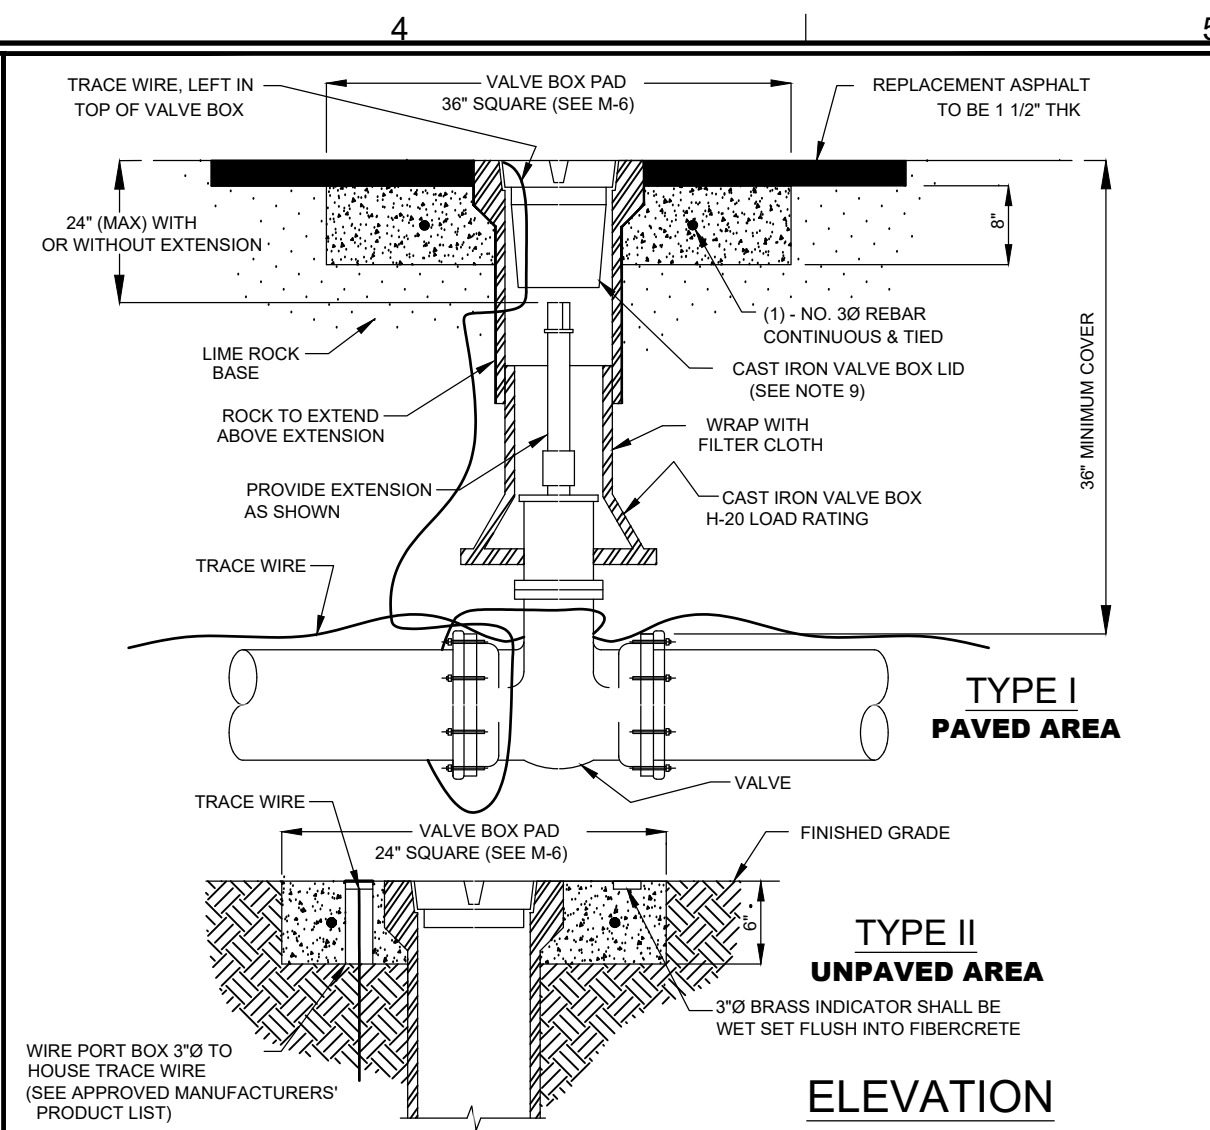 4
5
TRACE WIRE, LEFT IN
TOP OF VALVE BOX
VALVE BOX PAD
36" SQUARE (SEE M-6)
REPLACEMENT ASPHALT
TO BE 1 1/2" THK
24" (MAX) WITH
OR WITHOUT EXTENSION
8"
(1) - NO. 3Ø REBAR
CONTINUOUS & TIED
LIME ROCK
BASE
CAST IRON VALVE BOX LID
(SEE NOTE 9)
36" MINIMUM COVER
ROCK TO EXTEND
ABOVE EXTENSION
WRAP WITH
FILTER CLOTH
PROVIDE EXTENSION
AS SHOWN
CAST IRON VALVE BOX
H-20 LOAD RATING
TRACE WIRE
TYPE I
PAVED AREA
VALVE
TRACE WIRE
VALVE BOX PAD
24" SQUARE (SEE M-6)
FINISHED GRADE
6"
TYPE II
UNPAVED AREA
3"Ø BRASS INDICATOR SHALL BE
WET SET FLUSH INTO FIBERCRETE
WIRE PORT BOX 3"Ø TO
HOUSE TRACE WIRE
(SEE APPROVED MANUFACTURERS'
PRODUCT LIST)
ELEVATION